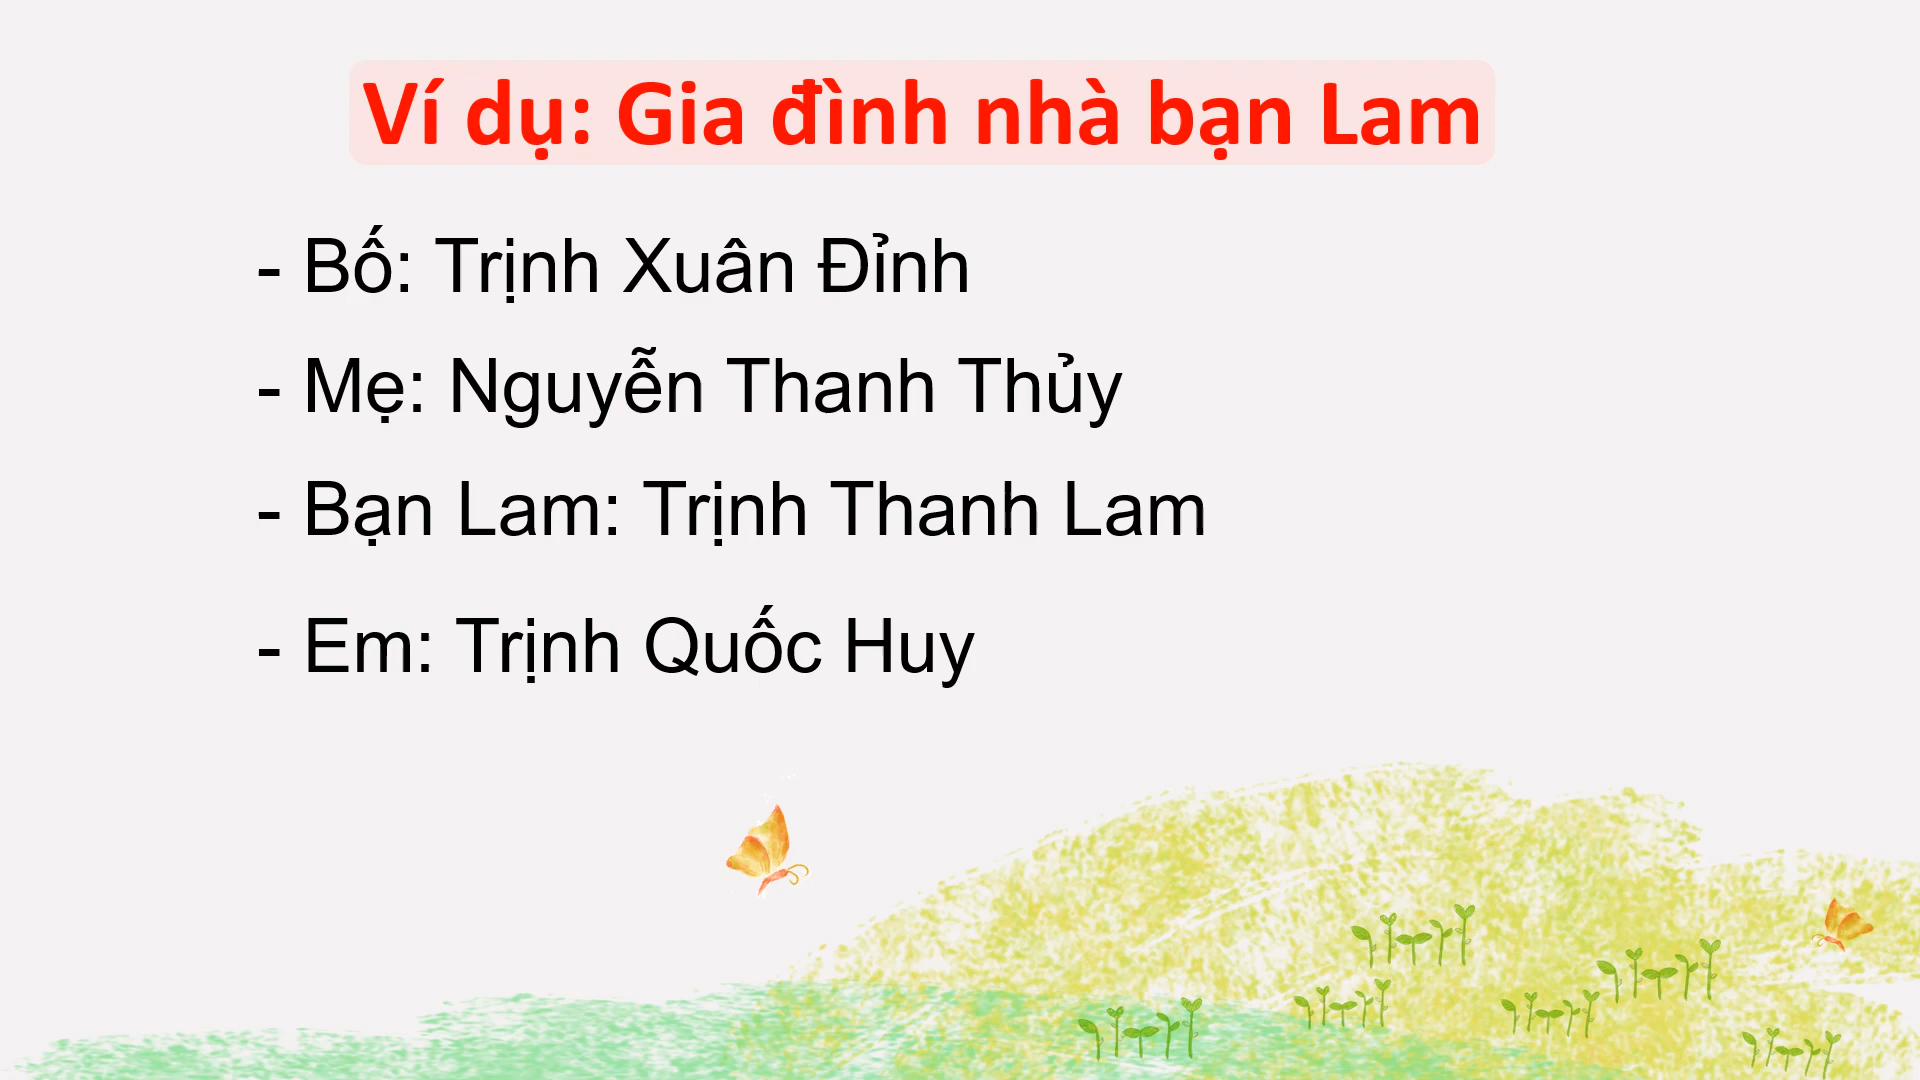 Ví dụ: Gia đình nhà bạn Lam
- Bố: Trịnh Xuân Đỉnh
- Mẹ: Nguyễn Thanh Thủy
- Bạn Lam: Trịnh Thanh Lam
- Em: Trịnh Quốc Huy